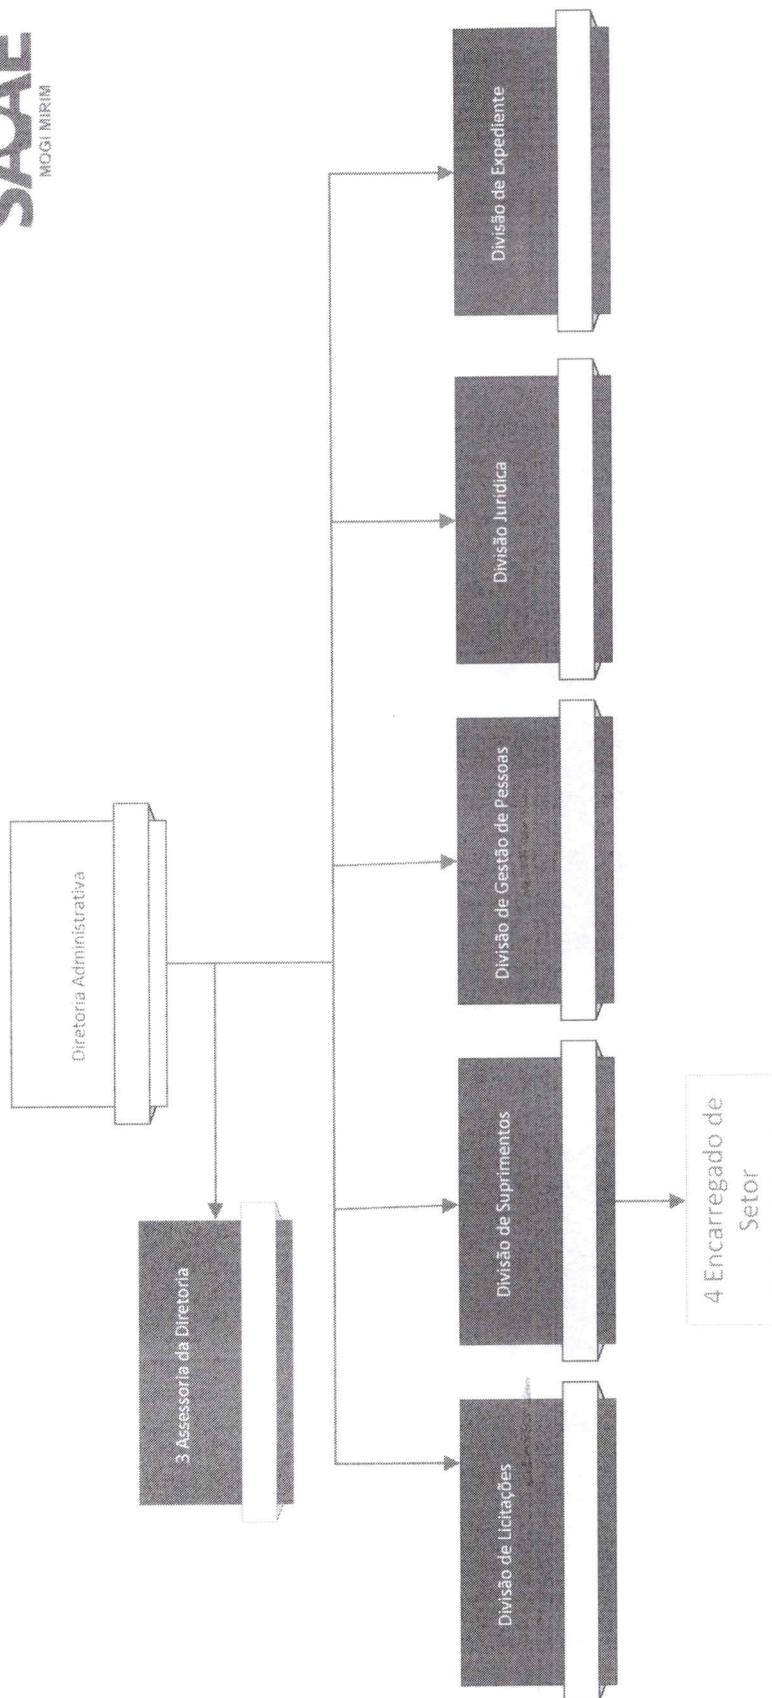 SAAE
MOGI MIRIM
Diretoria Administrativa
3 Assessoria da Diretoria
Divisão de Licitações
Divisão de Suprimentos
Divisão de Gestão de Pessoas
Divisão Jurídica
Divisão de Expediente
4 Encarregado de
Setor